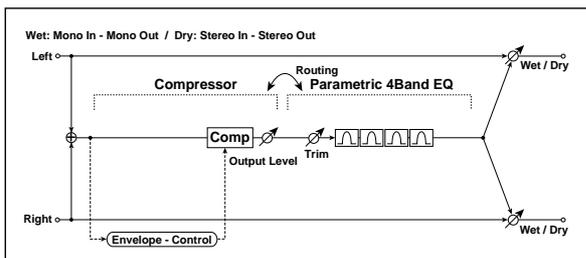 Wet: Mono In - Mono Out / Dry: Stereo In - Stereo Out
Left
Wet / Dry
Routing
Compressor
Parametric 4Band EQ
Comp
Output Level
Trim
Right
Envelope - Control
Wet / Dry